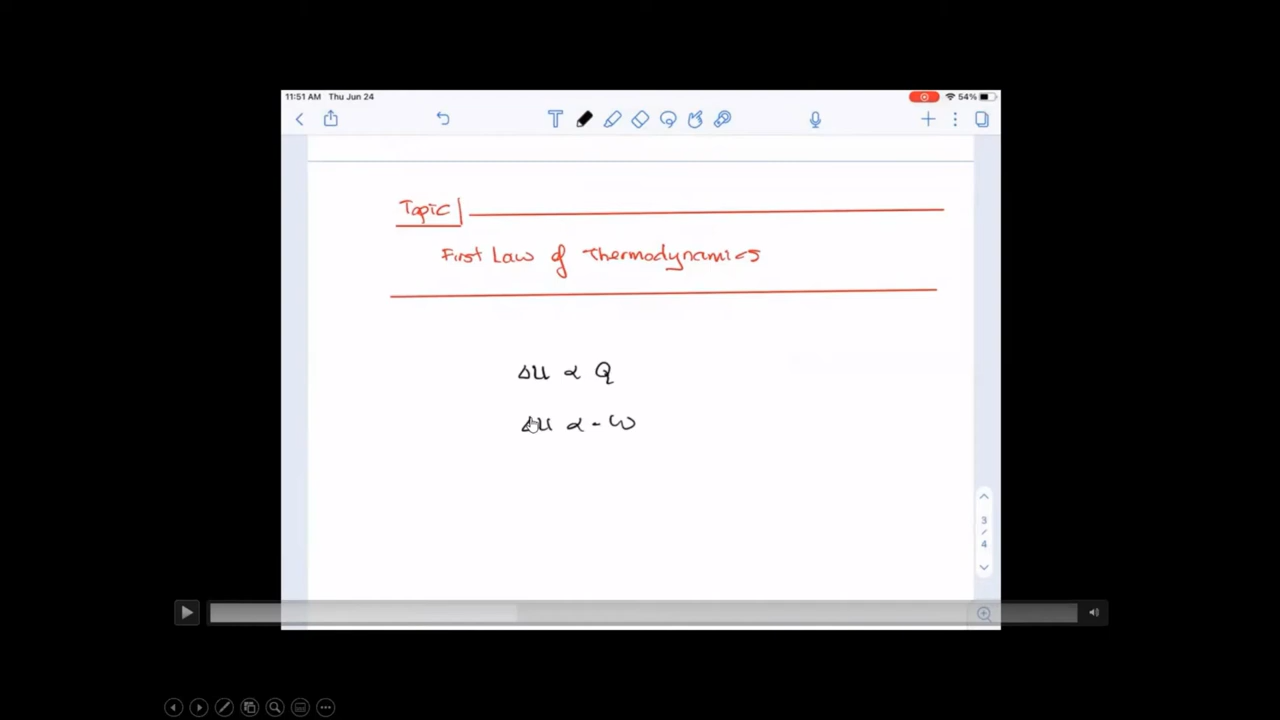 11:51 AM Thu Jun 24
54%
Topic
First Law of Thermodynamics
ΔU α Q
ΔU α - W
3
/
4